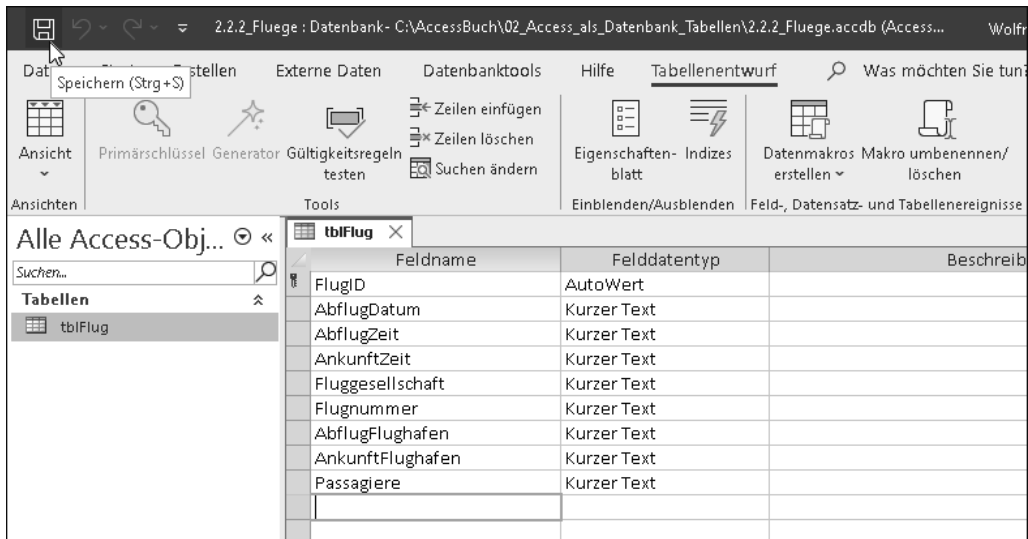 2.2.2_Fluege : Datenbank- C:\AccessBuch\02_Access_als_Datenbank_Tabellen\2.2.2_Fluege.accdb (Access... Wolfr
Dat Erstellen Externe Daten Datenbanktools Hilfe Tabellenentwurf Was möchten Sie tun?
Speichern (Strg+S)
Ansicht
Primärschlüssel Generator Gültigkeitsregeln testen
Zeilen einfügen
Zeilen löschen
Suchen ändern
Eigenschaften- blatt
Indizes
Datenmakros erstellen
Makro umbenennen/ löschen
Ansichten Tools Einblenden/Ausblenden Feld-, Datensatz- und Tabellenereignisse
Alle Access-Obj... «
Suchen...
Tabellen
tblFlug
tblFlug
Feldname Felddatentyp Beschreib
FlugID AutoWert
AbflugDatum Kurzer Text
AbflugZeit Kurzer Text
AnkunftZeit Kurzer Text
Fluggesellschaft Kurzer Text
Flugnummer Kurzer Text
AbflugFlughafen Kurzer Text
AnkunftFlughafen Kurzer Text
Passagiere Kurzer Text